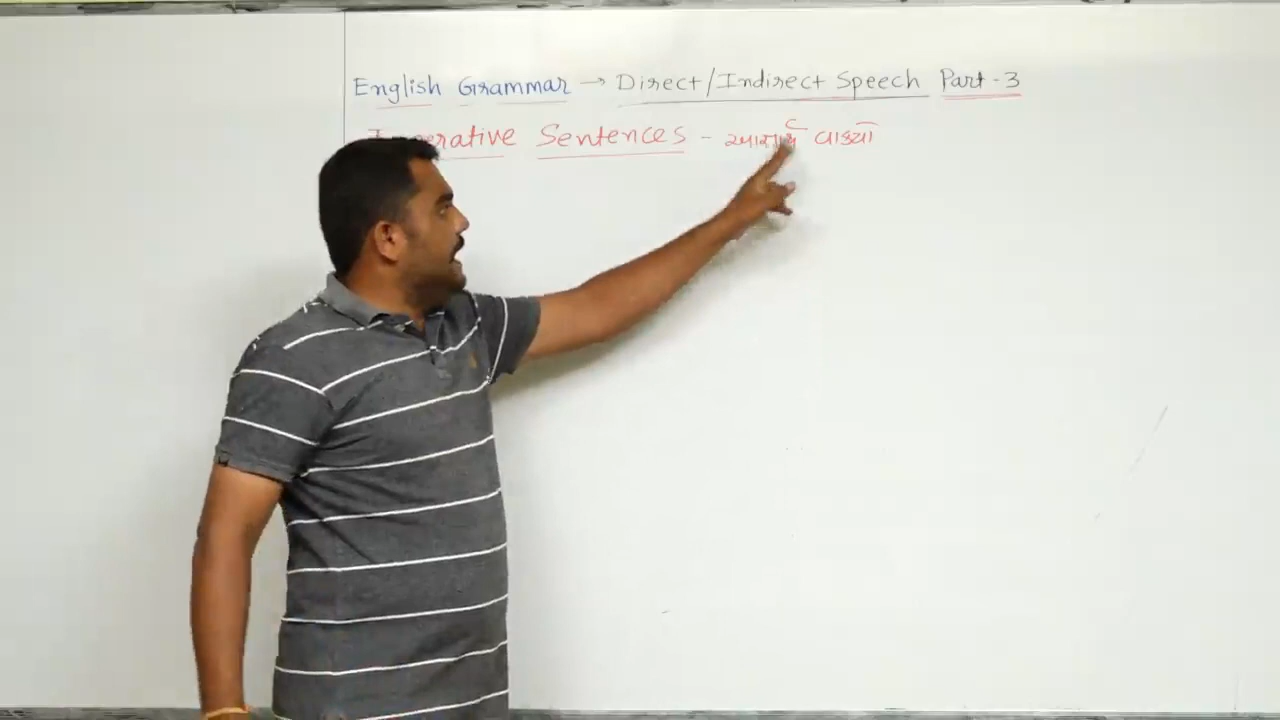 English Grammar → Direct/Indirect Speech Part-3
Sentences - વાક્યો